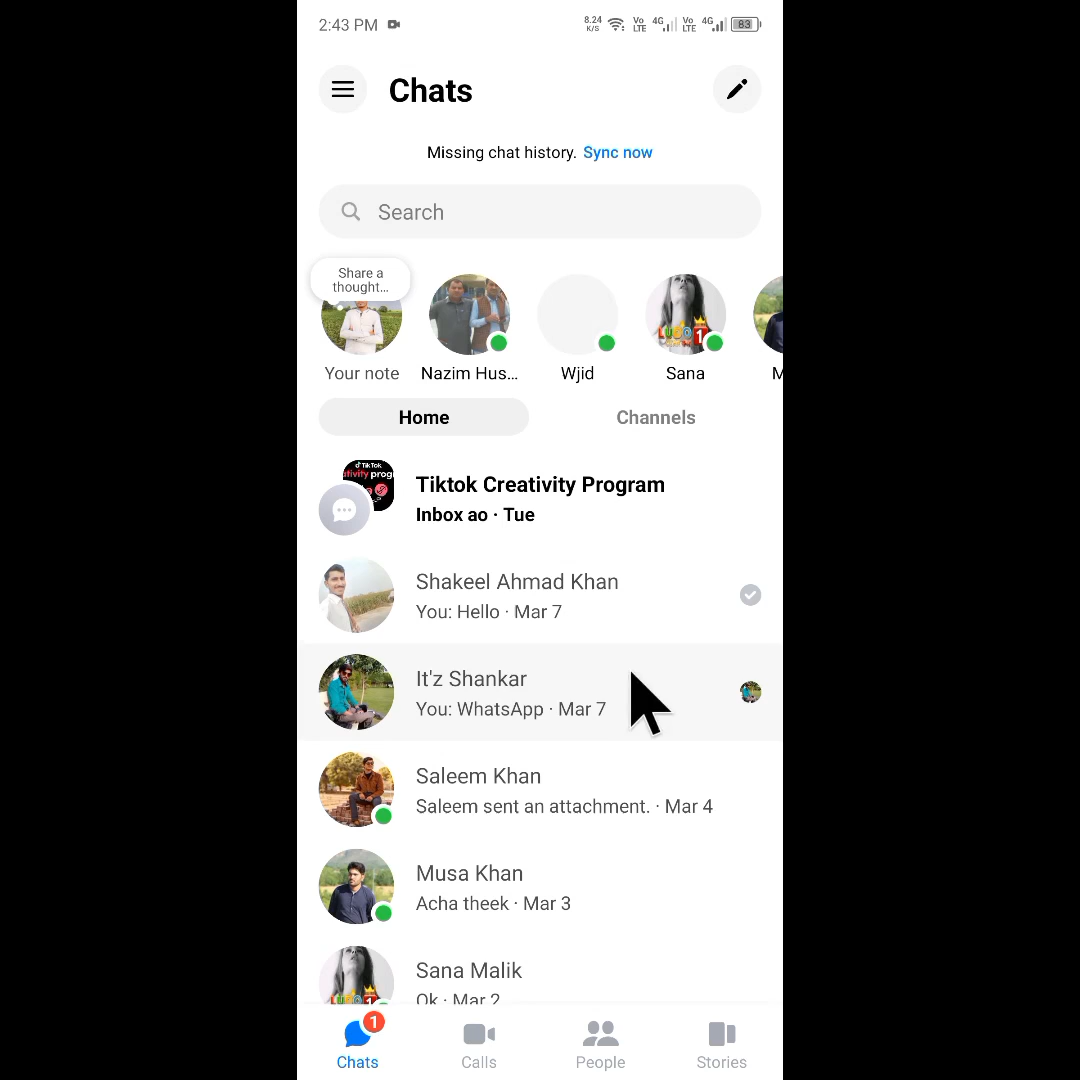 2:43 PM
8.24 K/S
Vo LTE
4G
Vo LTE
4G
83
Chats
Missing chat history. Sync now
Search
Share a
thought...
Your note
Nazim Hus...
Wjid
Sana
M
Home
Channels
TikTok
Tiktok Creativity Program
Inbox ao · Tue
Shakeel Ahmad Khan
You: Hello · Mar 7
It'z Shankar
You: WhatsApp · Mar 7
Saleem Khan
Saleem sent an attachment. · Mar 4
Musa Khan
Acha theek · Mar 3
Sana Malik
Ok · Mar 2
1
Chats
Calls
People
Stories